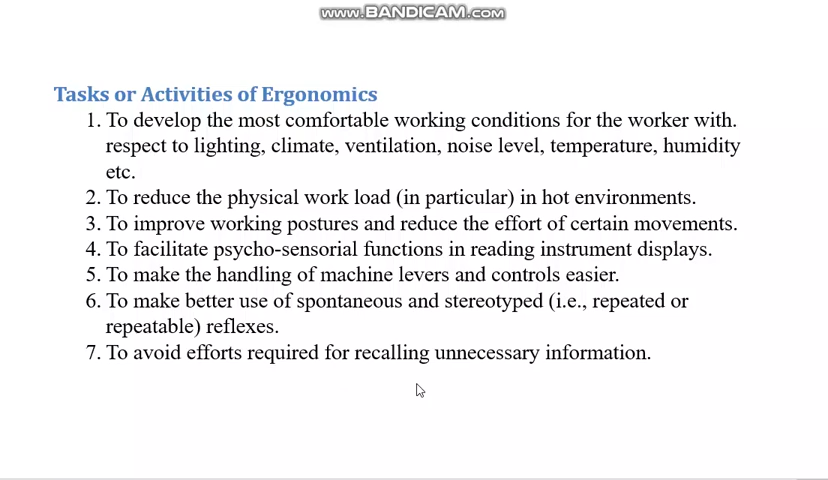 www.BANDICAM.com
Tasks or Activities of Ergonomics
1. To develop the most comfortable working conditions for the worker with.
respect to lighting, climate, ventilation, noise level, temperature, humidity
etc.
2. To reduce the physical work load (in particular) in hot environments.
3. To improve working postures and reduce the effort of certain movements.
4. To facilitate psycho-sensorial functions in reading instrument displays.
5. To make the handling of machine levers and controls easier.
6. To make better use of spontaneous and stereotyped (i.e., repeated or
repeatable) reflexes.
7. To avoid efforts required for recalling unnecessary information.